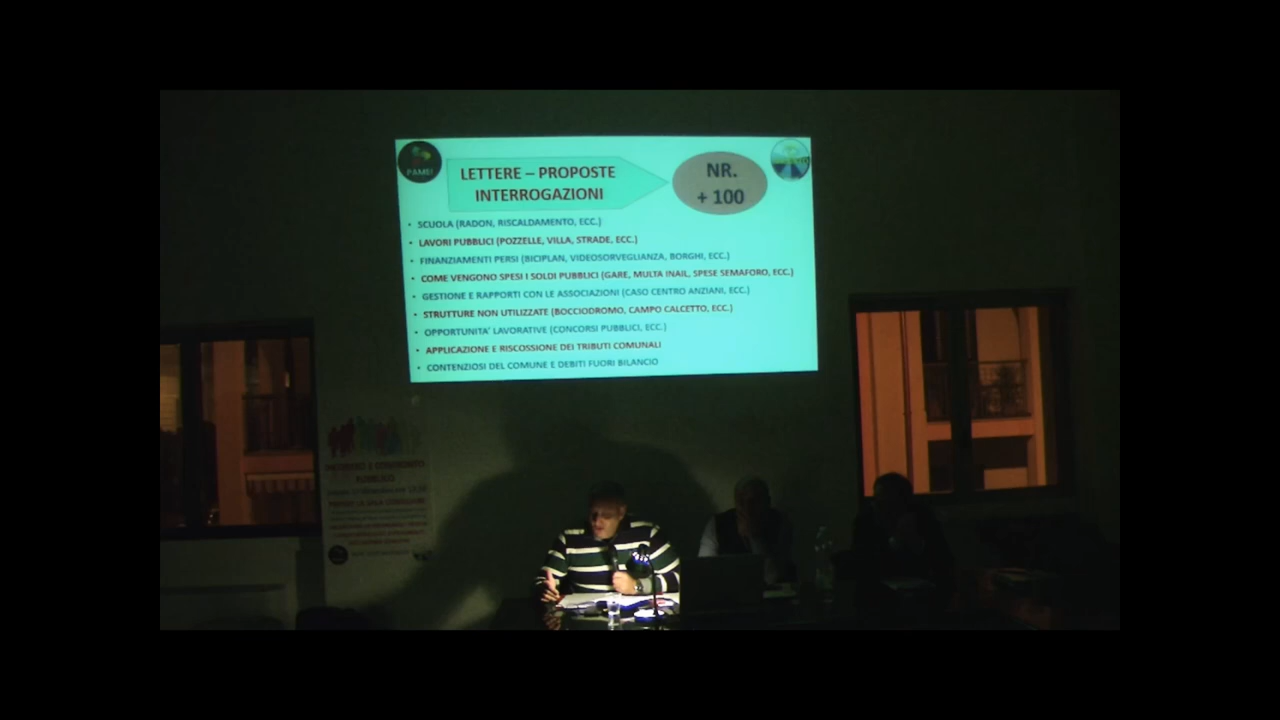 PAMEI
LETTERE – PROPOSTE
INTERROGAZIONI
NR.
+ 100
• SCUOLA (RADON, RISCALDAMENTO, ECC.)
• LAVORI PUBBLICI (POZZELLE, VILLA, STRADE, ECC.)
• FINANZIAMENTI PERSI (BICIPLAN, VIDEOSORVEGLIANZA, BORGHI, ECC.)
• COME VENGONO SPESI I SOLDI PUBBLICI (GARE, MULTA INAIL, SPESE SEMAFORO, ECC.)
• GESTIONE E RAPPORTI CON LE ASSOCIAZIONI (CASO CENTRO ANZIANI, ECC.)
• STRUTTURE NON UTILIZZATE (BOCCIODROMO, CAMPO CALCETTO, ECC.)
• OPPORTUNITA' LAVORATIVE (CONCORSI PUBBLICI, ECC.)
• APPLICAZIONE E RISCOSSIONE DEI TRIBUTI COMUNALI
• CONTENZIOSI DEL COMUNE E DEBITI FUORI BILANCIO
INCONTRO E CONFRONTO
PUBBLICO